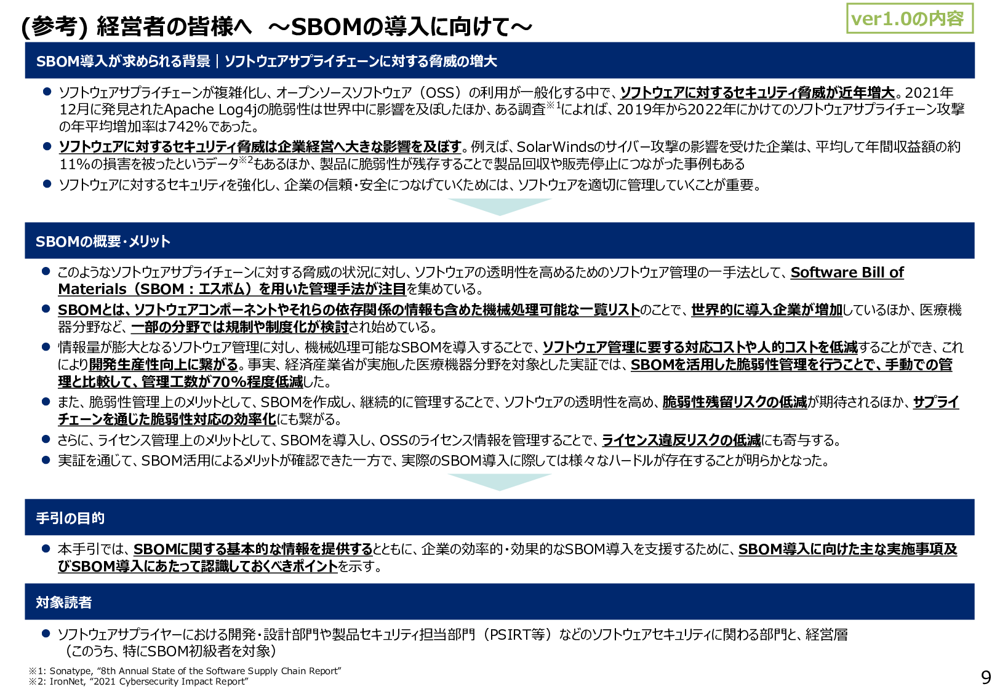 (参考) 経営者の皆様へ ～SBOMの導入に向けて～
ver1.0の内容
SBOM導入が求められる背景 | ソフトウェアサプライチェーンに対する脅威の増大
● ソフトウェアサプライチェーンが複雑化し、オープンソースソフトウェア（OSS）の利用が一般化する中で、ソフトウェアに対するセキュリティ脅威が近年増大。2021年
12月に発見されたApache Log4jの脆弱性は世界中に影響を及ぼしたほか、ある調査※1によれば、2019年から2022年にかけてのソフトウェアサプライチェーン攻撃
の年平均増加率は742%であった。
● ソフトウェアに対するセキュリティ脅威は企業経営へ大きな影響を及ぼす。例えば、SolarWindsのサイバー攻撃の影響を受けた企業は、平均して年間収益額の約
11%の損害を被ったというデータ※2もあるほか、製品に脆弱性が残存することで製品回収や販売停止につながった事例もある
● ソフトウェアに対するセキュリティを強化し、企業の信頼・安全につなげていくためには、ソフトウェアを適切に管理していくことが重要。
SBOMの概要・メリット
● このようなソフトウェアサプライチェーンに対する脅威の状況に対し、ソフトウェアの透明性を高めるためのソフトウェア管理の一手法として、Software Bill of
Materials（SBOM：エスボム）を用いた管理手法が注目を集めている。
● SBOMとは、ソフトウェアコンポーネントやそれらの依存関係の情報も含めた機械処理可能な一覧リストのことで、世界的に導入企業が増加しているほか、医療機
器分野など、一部の分野では規制や制度化が検討され始めている。
● 情報量が膨大となるソフトウェア管理に対し、機械処理可能なSBOMを導入することで、ソフトウェア管理に要する対応コストや人的コストを低減することができ、これ
により開発生産性向上に繋がる。事実、経済産業省が実施した医療機器分野を対象とした実証では、SBOMを活用した脆弱性管理を行うことで、手動での管
理と比較して、管理工数が70%程度低減した。
● また、脆弱性管理上のメリットとして、SBOMを作成し、継続的に管理することで、ソフトウェアの透明性を高め、脆弱性残留リスクの低減が期待されるほか、サプライ
チェーンを通じた脆弱性対応の効率化にも繋がる。
● さらに、ライセンス管理上のメリットとして、SBOMを導入し、OSSのライセンス情報を管理することで、ライセンス違反リスクの低減にも寄与する。
● 実証を通じて、SBOM活用によるメリットが確認できた一方で、実際のSBOM導入に際しては様々なハードルが存在することが明らかとなった。
手引の目的
● 本手引では、SBOMに関する基本的な情報を提供するとともに、企業の効率的・効果的なSBOM導入を支援するために、SBOM導入に向けた主な実施事項及
びSBOM導入にあたって認識しておくべきポイントを示す。
対象読者
● ソフトウェアサプライヤーにおける開発・設計部門や製品セキュリティ担当部門（PSIRT等）などのソフトウェアセキュリティに関わる部門と、経営層
（このうち、特にSBOM初級者を対象）
※1: Sonatype, “8th Annual State of the Software Supply Chain Report”
※2: IronNet, “2021 Cybersecurity Impact Report”
9